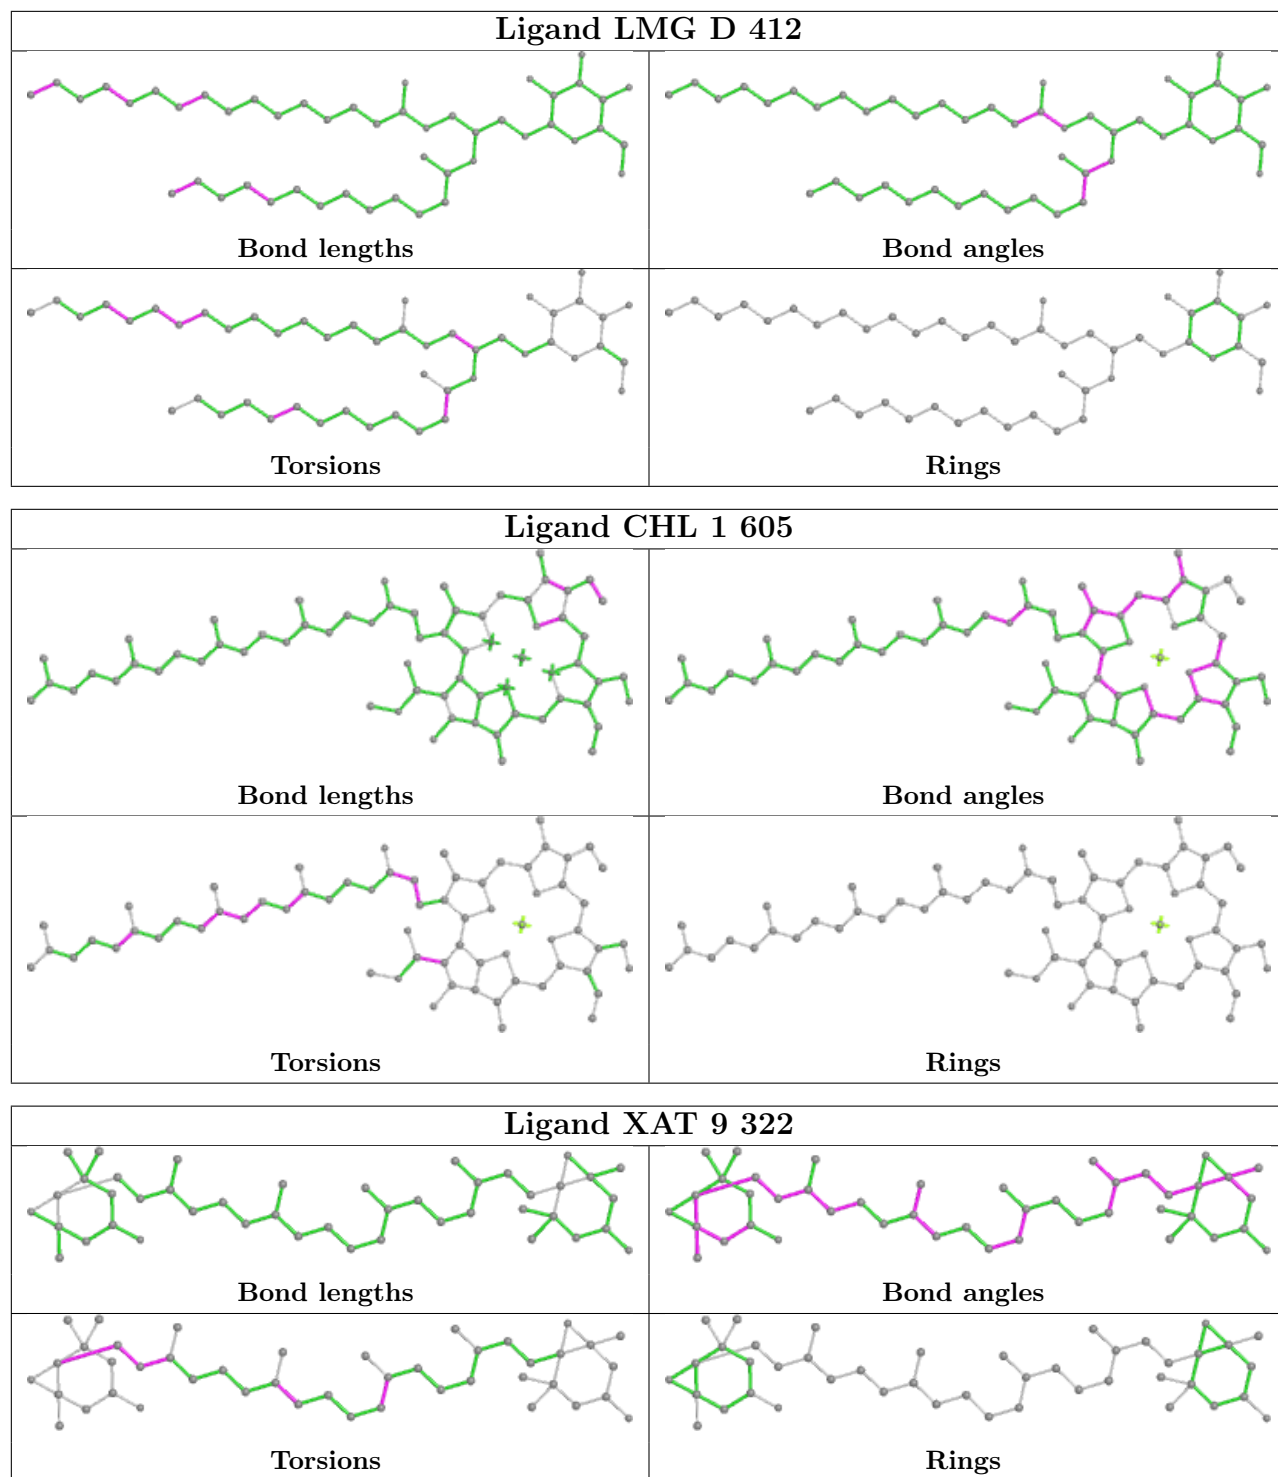 Ligand LMG D 412
Bond lengths
Bond angles
Torsions
Rings
Ligand CHL 1 605
Bond lengths
Bond angles
Torsions
Rings
Ligand XAT 9 322
Bond lengths
Bond angles
Torsions
Rings